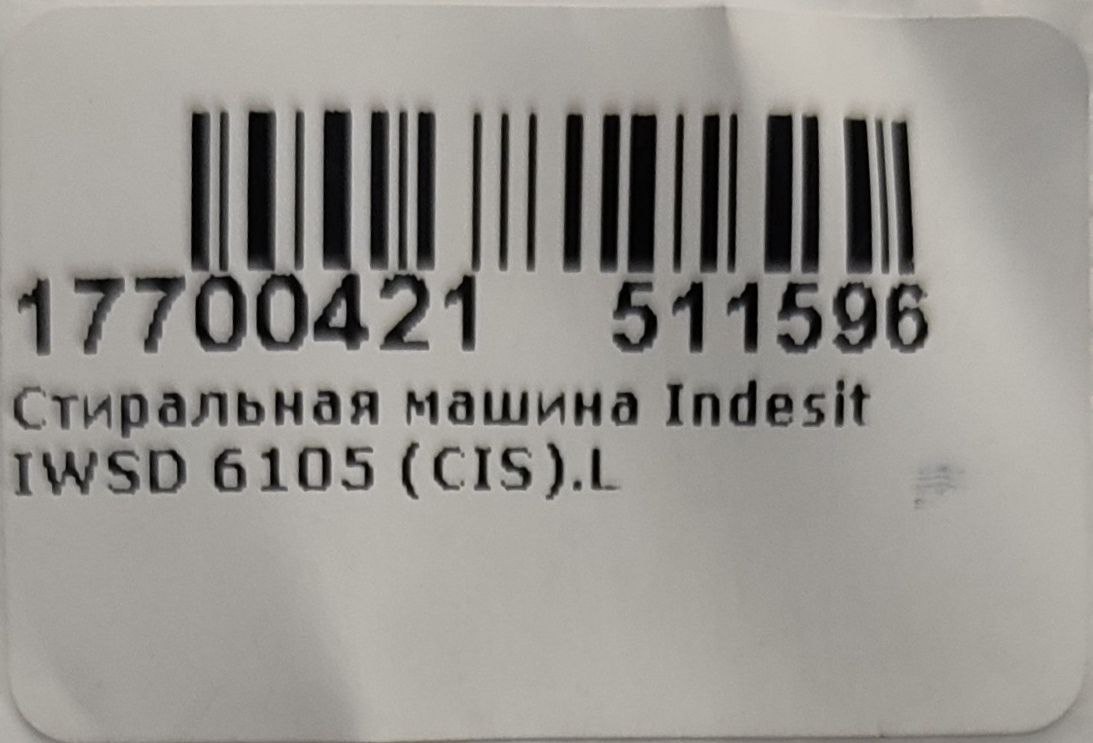 17700421 511596
Стиральная машина Indesit
IWSD 6105 (CIS).L